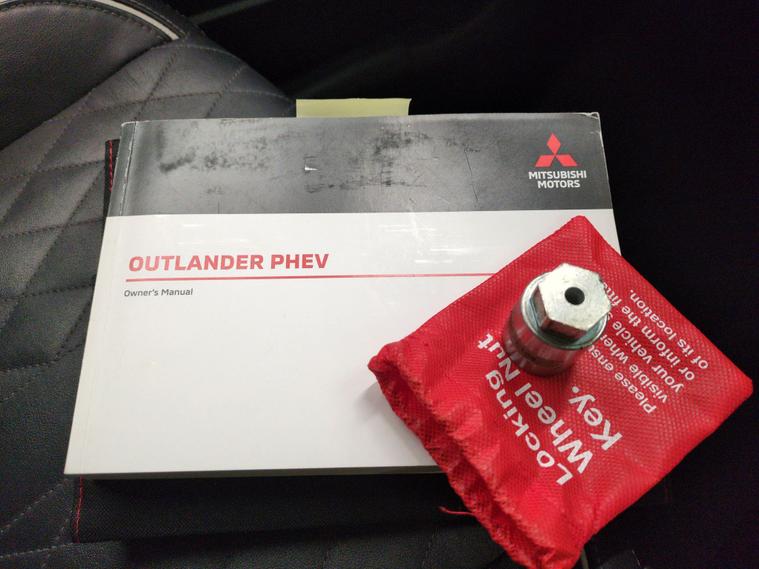 MITSUBISHI
MOTORS
OUTLANDER PHEV
Owner's Manual
Locking
Wheel Nut
Key.
Please
visible
your vehicle
or inform the
of its location.